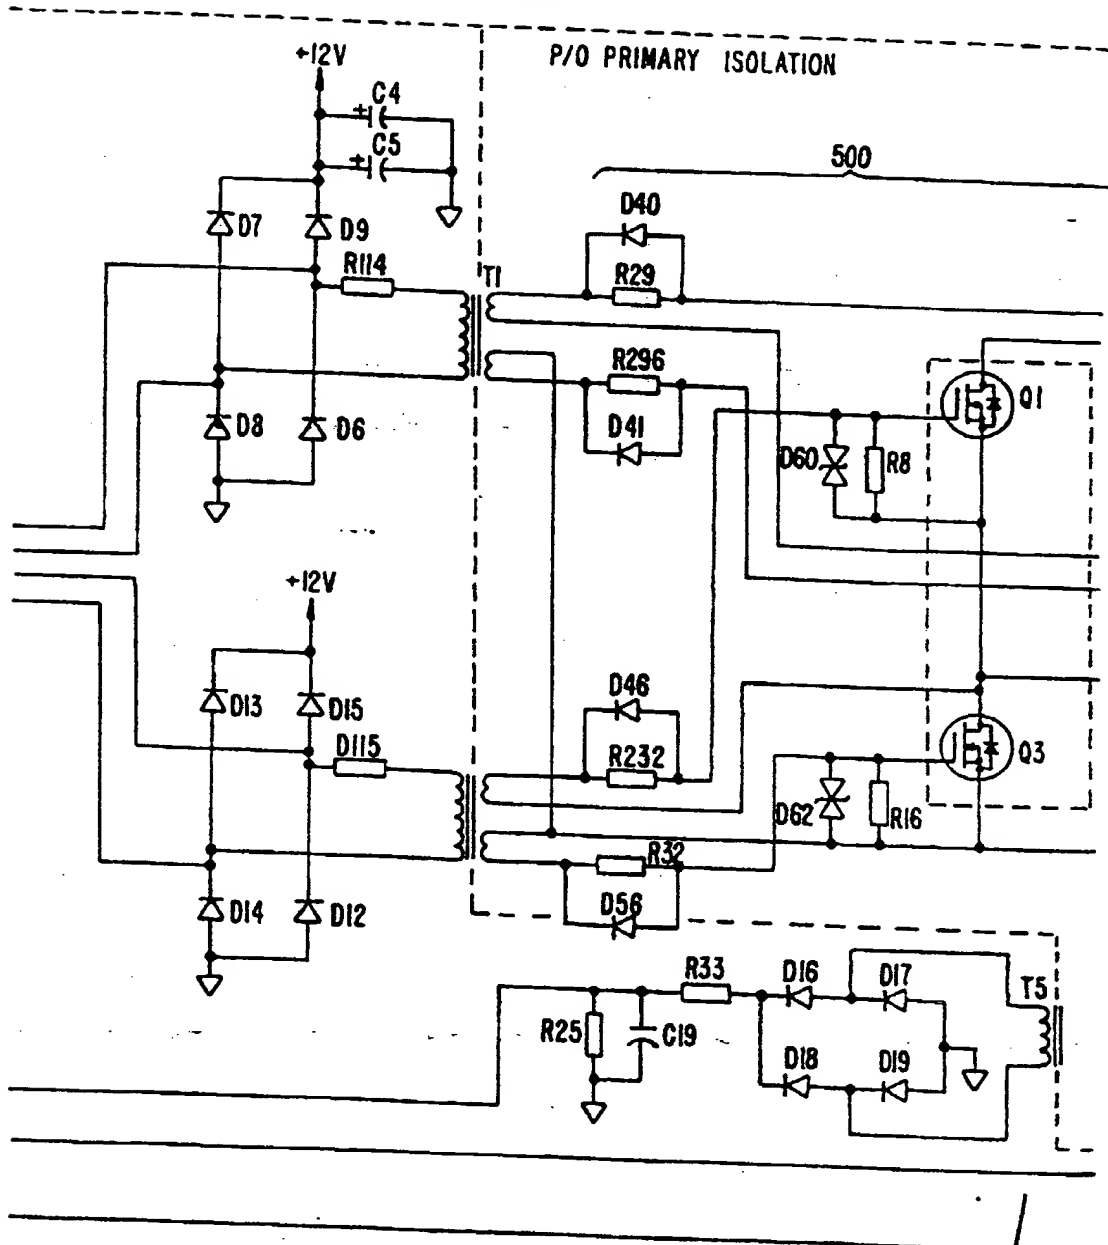 +12V
P/O PRIMARY ISOLATION
+
C4
+
C5
500
D7
D9
D40
R114
T1
R29
R296
Q1
D8
D6
D41
D60
R8
+12V
D46
D13
D15
D115
R232
Q3
D62
R16
R32
D14
D12
D56
R33
D16
D17
T5
R25
C19
D18
D19